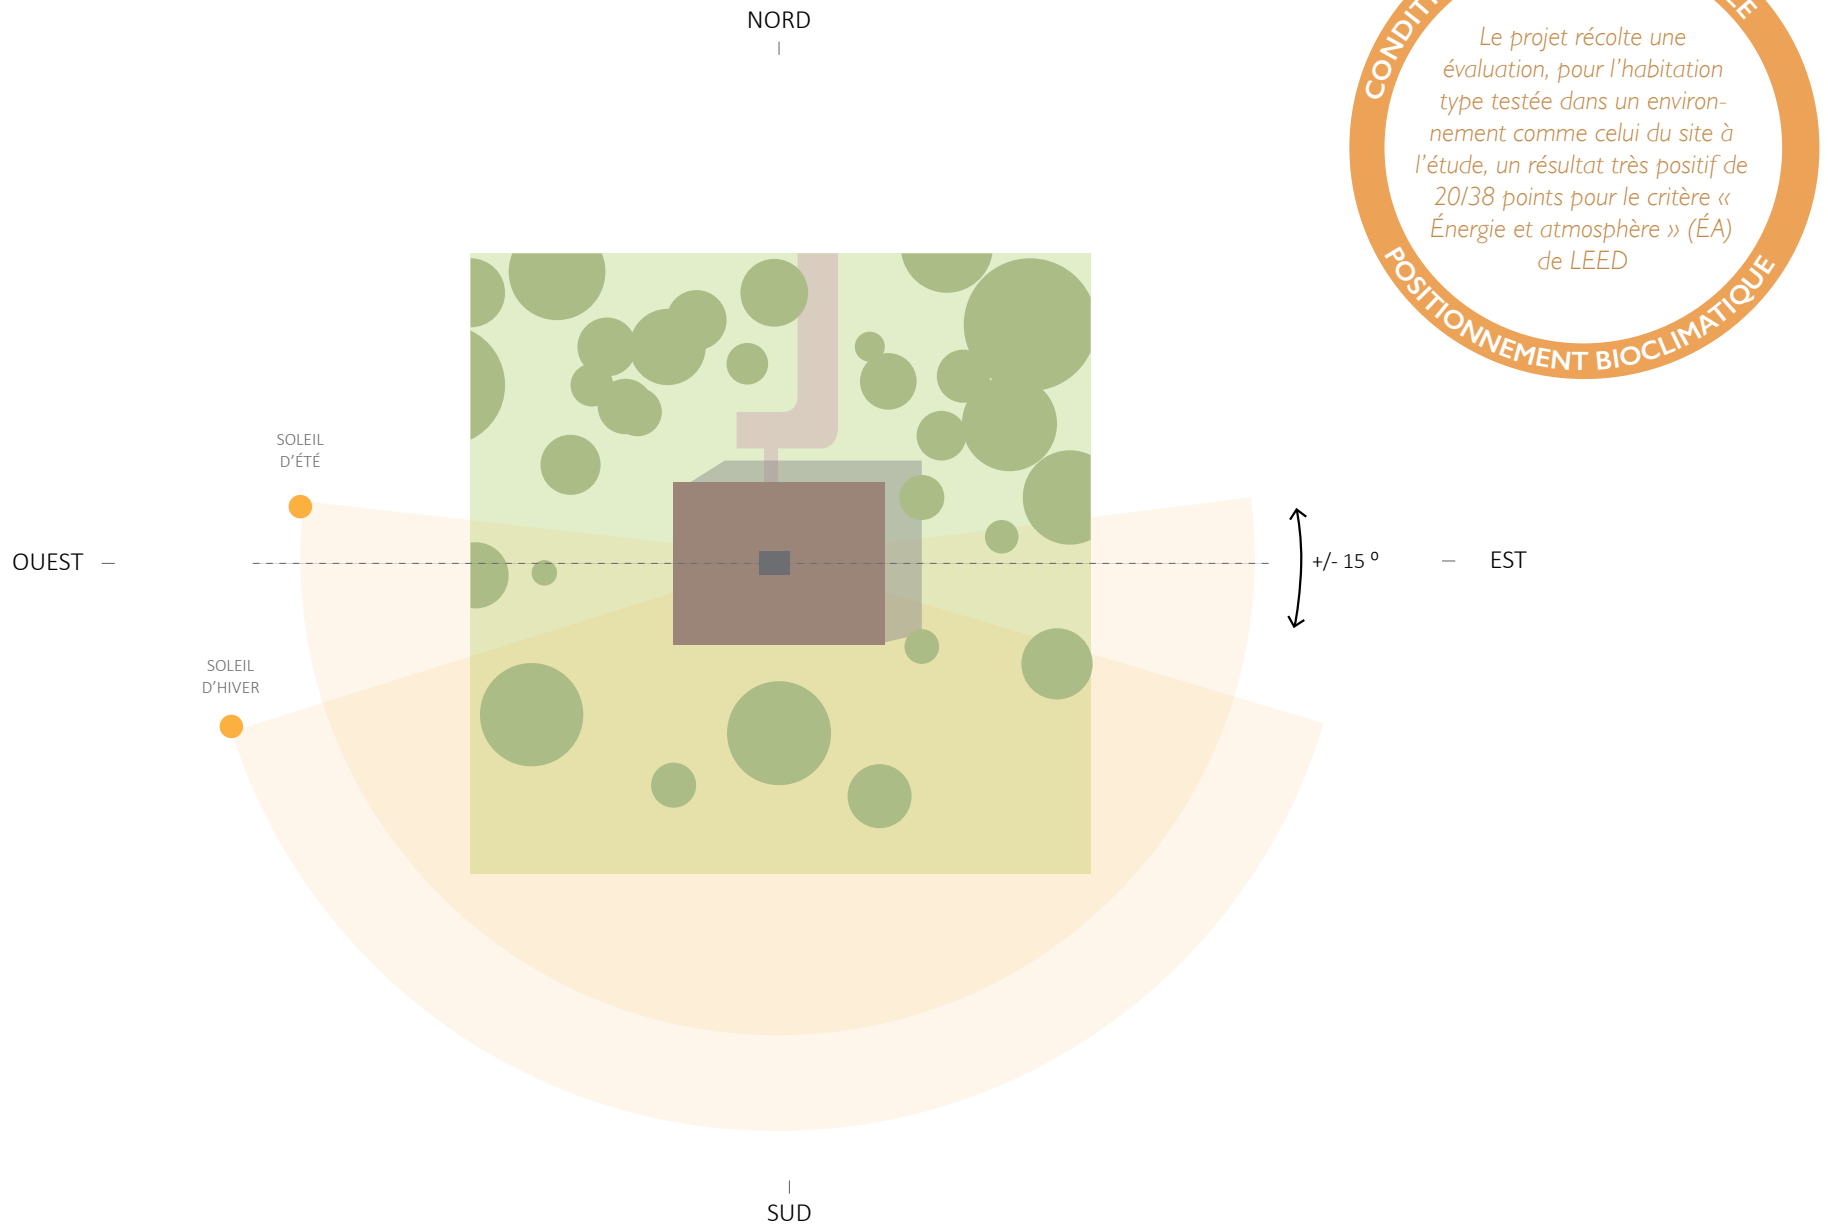 NORD
Le projet récolte une
évaluation, pour l'habitation
type testée dans un environ-
nement comme celui du site à
l'étude, un résultat très positif de
20/38 points pour le critère «
Énergie et atmosphère » (ÉA)
de LEED
POSITIONNEMENT BIOCLIMATIQUE
SOLEIL
D'ÉTÉ
OUEST
+/- 15 º
EST
SOLEIL
D'HIVER
SUD